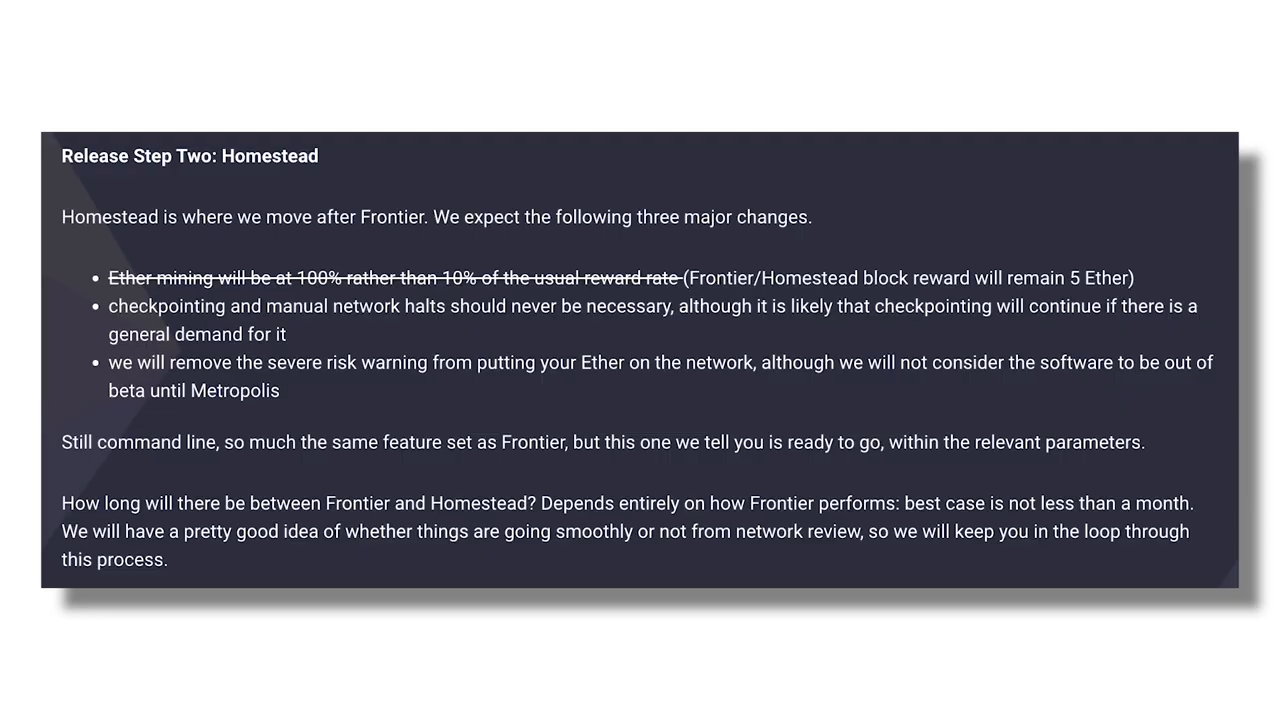 Release Step Two: Homestead
Homestead is where we move after Frontier. We expect the following three major changes.
• Ether mining will be at 100% rather than 10% of the usual reward rate (Frontier/Homestead block reward will remain 5 Ether)
• checkpointing and manual network halts should never be necessary, although it is likely that checkpointing will continue if there is a
general demand for it
• we will remove the severe risk warning from putting your Ether on the network, although we will not consider the software to be out of
beta until Metropolis
Still command line, so much the same feature set as Frontier, but this one we tell you is ready to go, within the relevant parameters.
How long will there be between Frontier and Homestead? Depends entirely on how Frontier performs: best case is not less than a month.
We will have a pretty good idea of whether things are going smoothly or not from network review, so we will keep you in the loop through
this process.